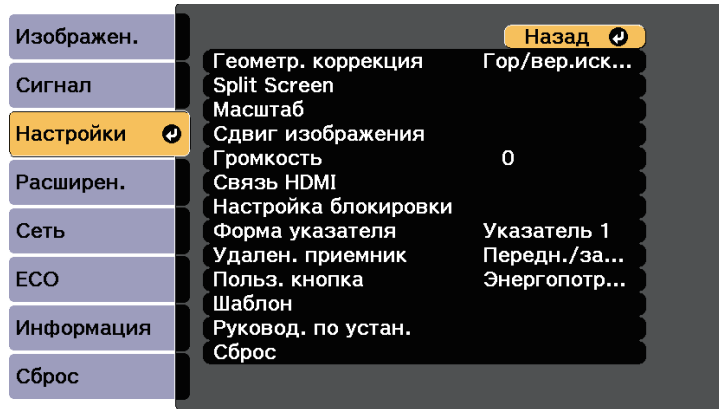 Изображен.
Сигнал
Настройки
Расширен.
Сеть
ECO
Информация
Сброс
Назад
Геометр. коррекция Гор/вер.иск...
Split Screen
Масштаб
Сдвиг изображения
Громкость 0
Связь HDMI
Настройка блокировки
Форма указателя Указатель 1
Удален. приемник Передн./за...
Польз. кнопка Энергопотр...
Шаблон
Руковод. по устан.
Сброс